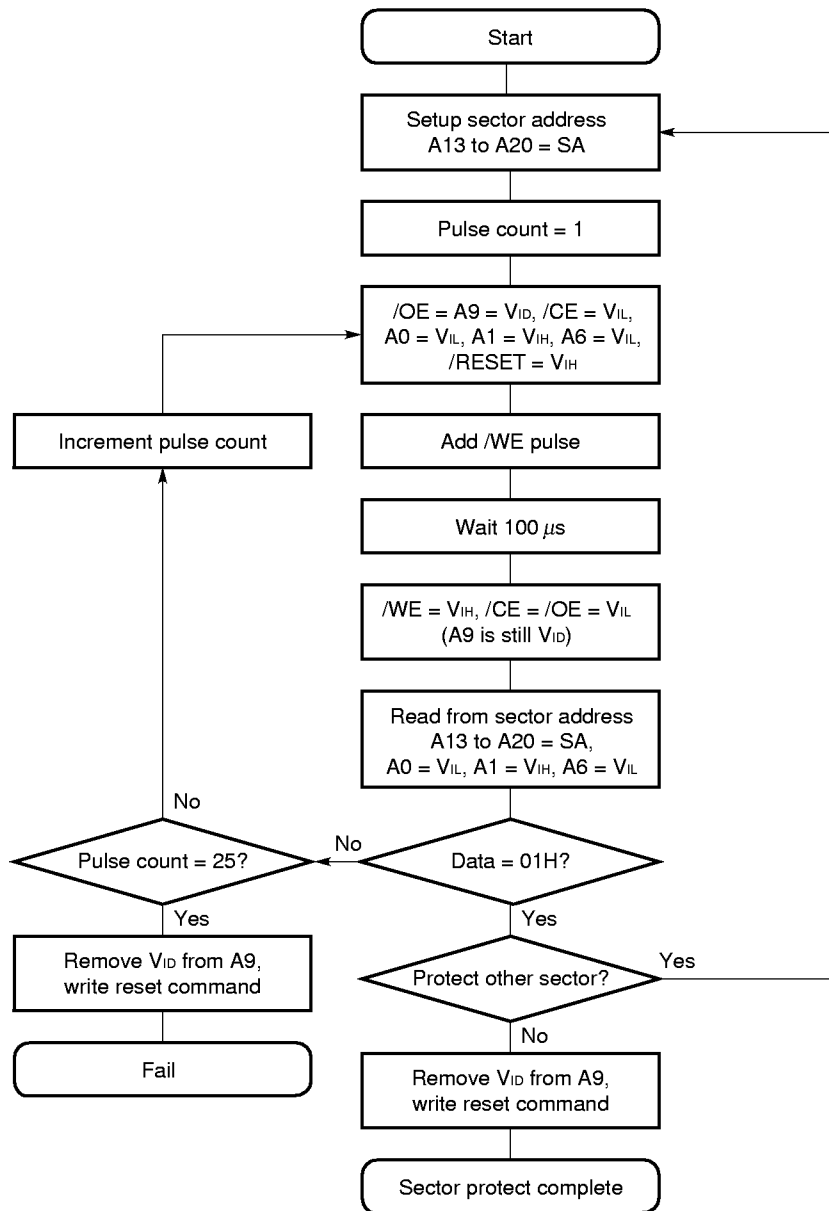 Start
Setup sector address
A13 to A20 = SA
Pulse count = 1
/OE = A9 = VID, /CE = VIL,
A0 = VIL, A1 = VIH, A6 = VIL,
/RESET = VIH
Increment pulse count
Add /WE pulse
Wait 100 μs
/WE = VIH, /CE = /OE = VIL
(A9 is still VID)
Read from sector address
A13 to A20 = SA,
A0 = VIL, A1 = VIH, A6 = VIL
No
Pulse count = 25?
No
Data = 01H?
Yes
Yes
Remove VID from A9,
write reset command
Protect other sector?
Yes
No
Fail
Remove VID from A9,
write reset command
Sector protect complete